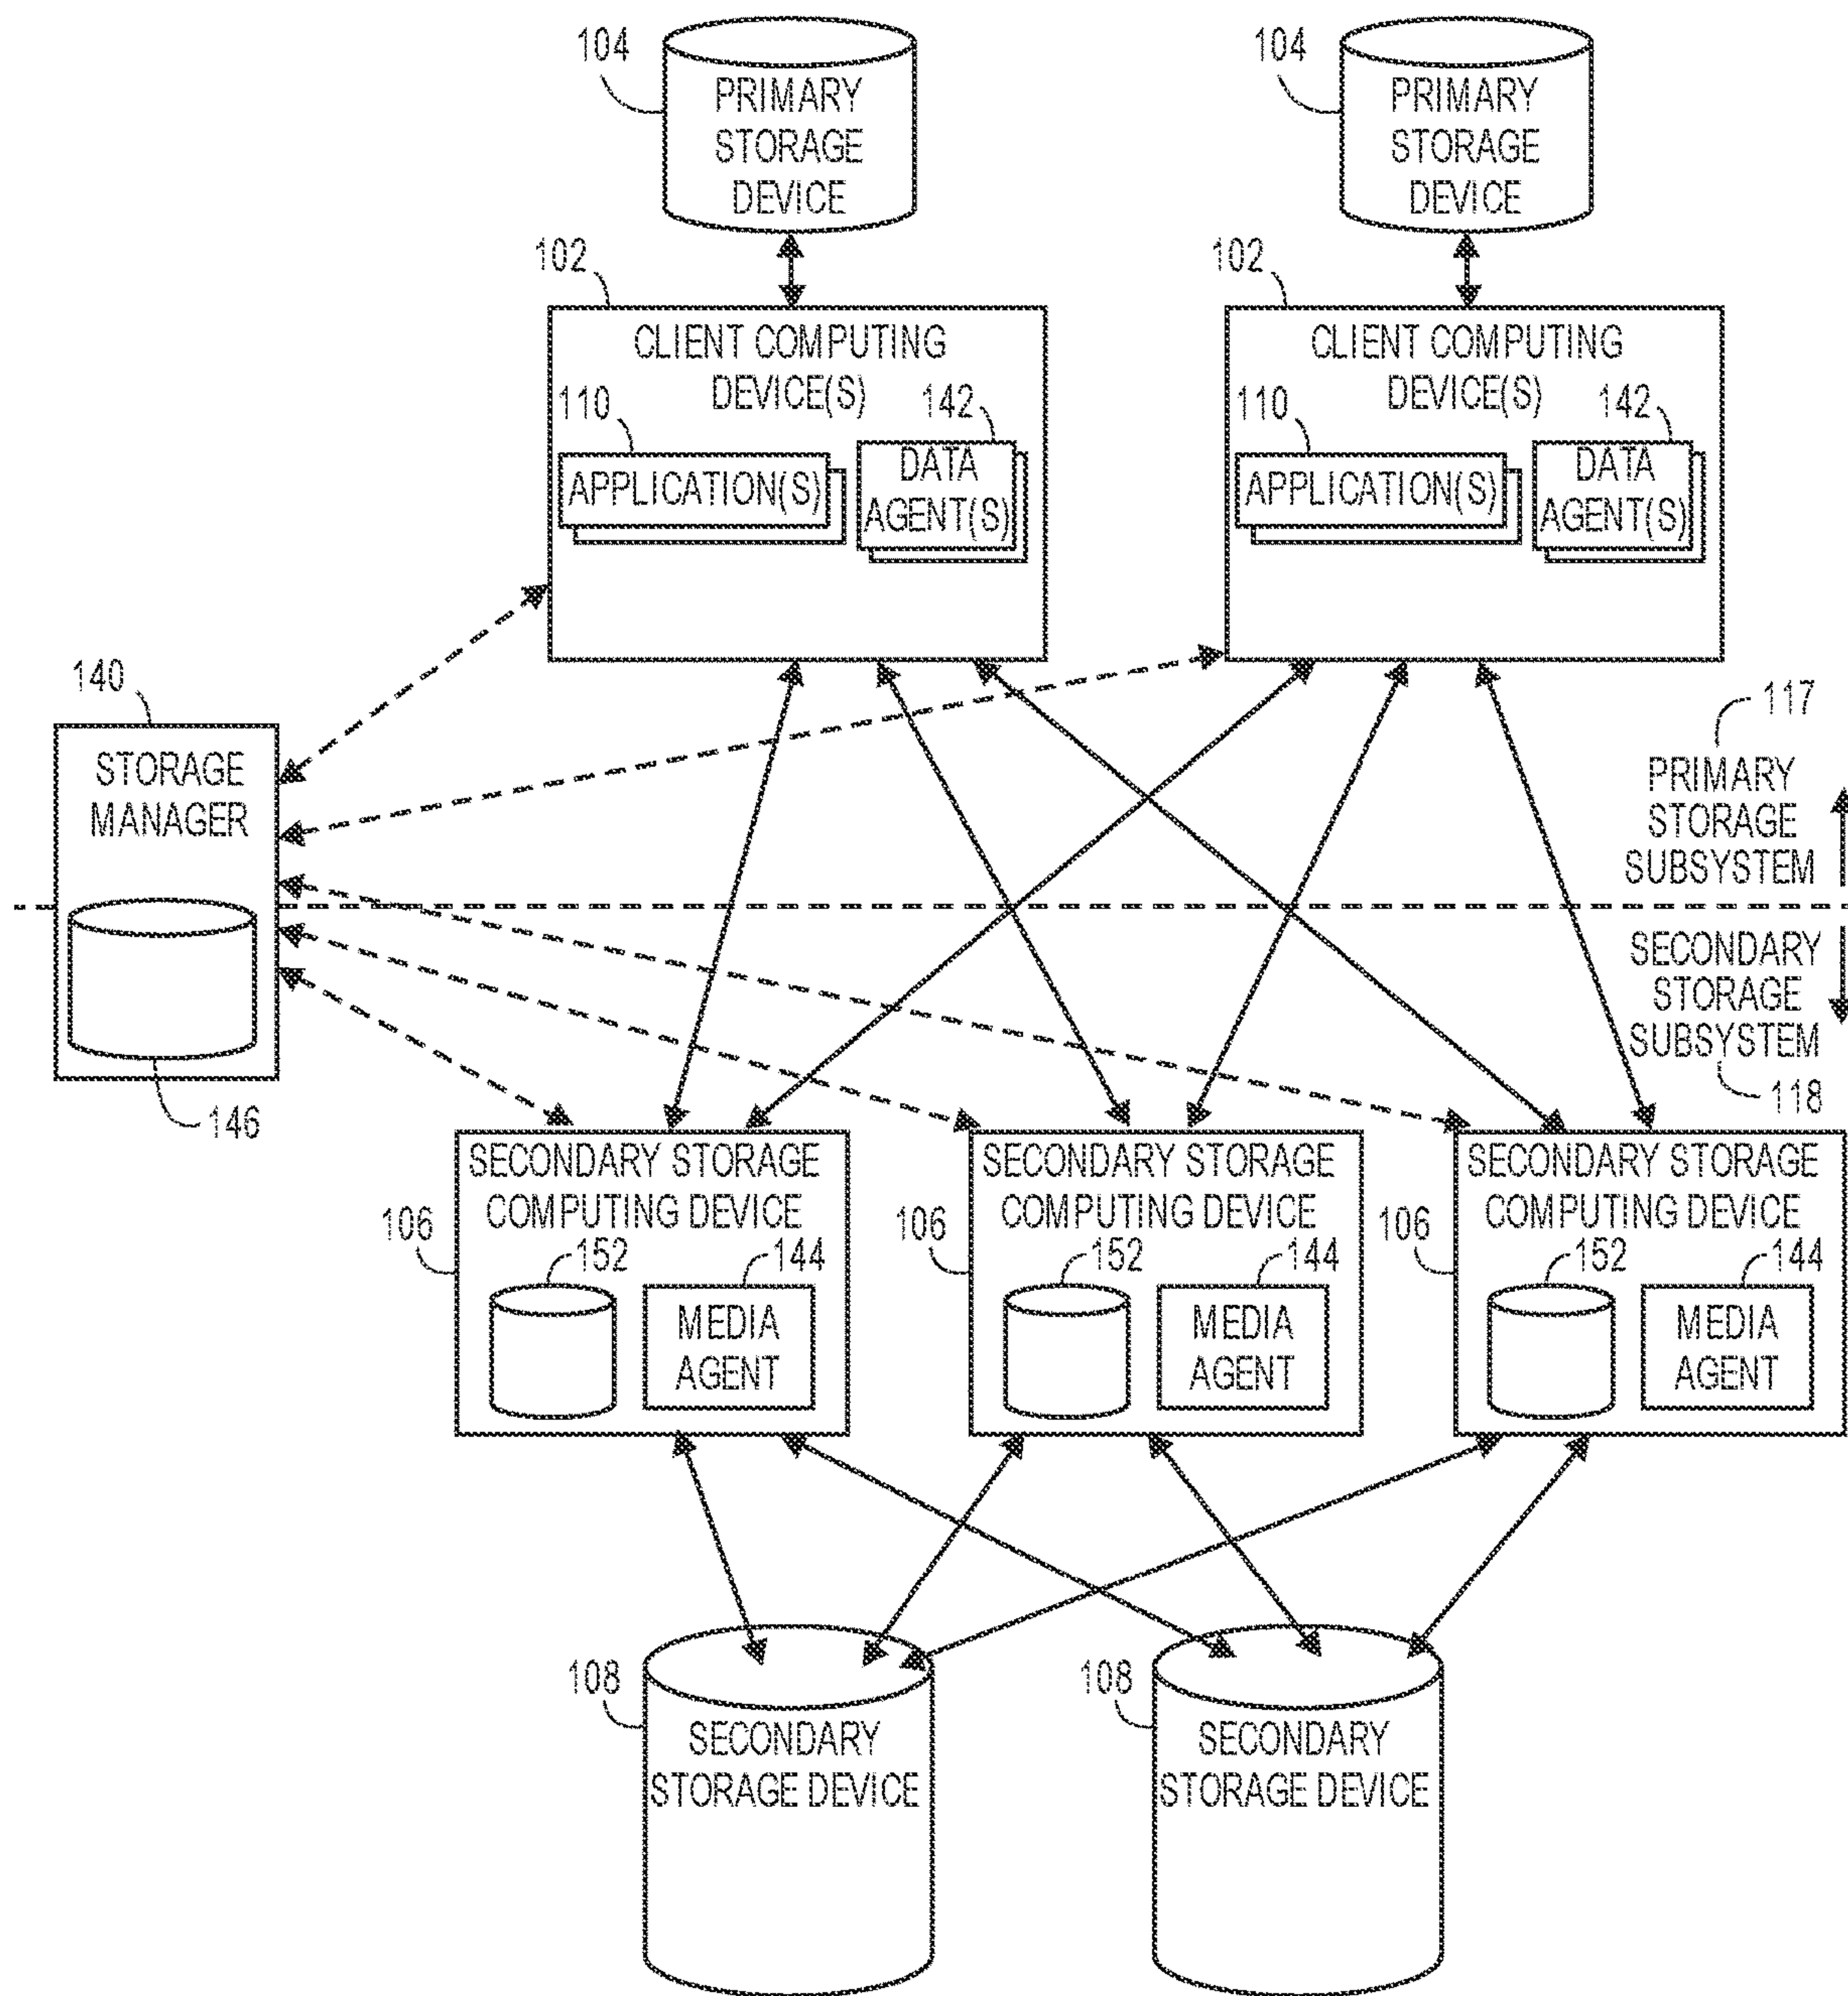 104
PRIMARY
STORAGE
DEVICE
104
PRIMARY
STORAGE
DEVICE
102
CLIENT COMPUTING
DEVICE(S)
110
142
APPLICATION(S)
DATA
AGENT(S)
102
CLIENT COMPUTING
DEVICE(S)
110
142
APPLICATION(S)
DATA
AGENT(S)
140
STORAGE
MANAGER
146
117
PRIMARY
STORAGE
SUBSYSTEM
SECONDARY
STORAGE
SUBSYSTEM
118
SECONDARY STORAGE
COMPUTING DEVICE
106
152
144
MEDIA
AGENT
SECONDARY STORAGE
COMPUTING DEVICE
106
152
144
MEDIA
AGENT
SECONDARY STORAGE
COMPUTING DEVICE
106
152
144
MEDIA
AGENT
108
SECONDARY
STORAGE DEVICE
108
SECONDARY
STORAGE DEVICE